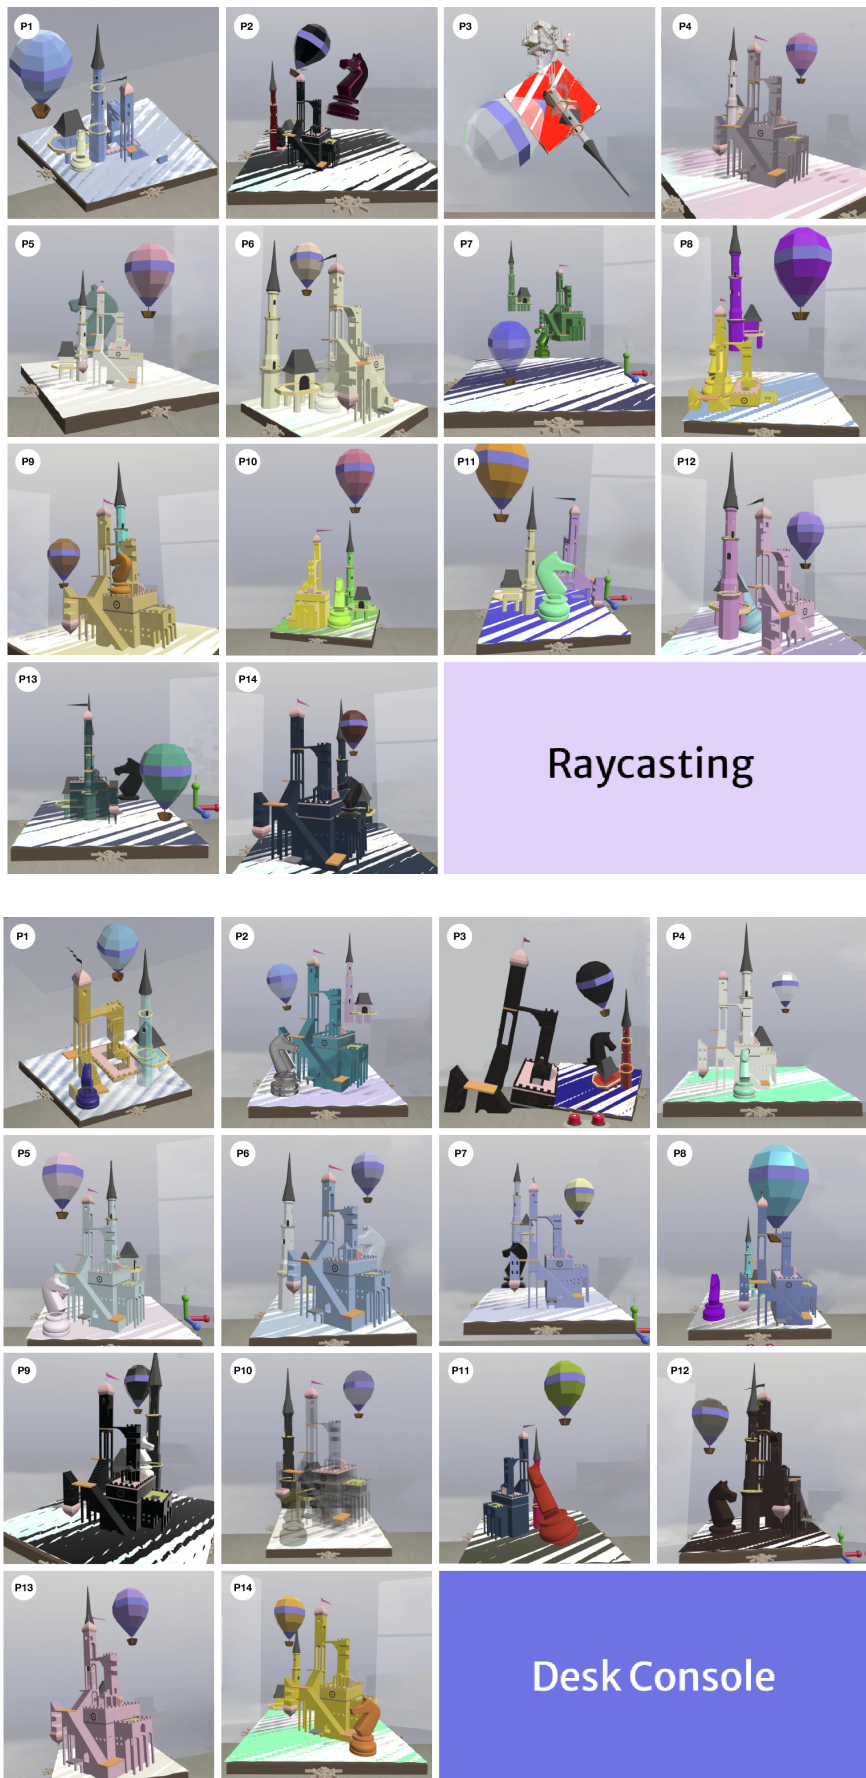 P1
P2
P3
P4
P5
P6
P7
P8
P9
P10
P11
P12
P13
P14
Raycasting
P1
P2
P3
P4
P5
P6
P7
P8
P9
P10
P11
P12
P13
P14
Desk Console